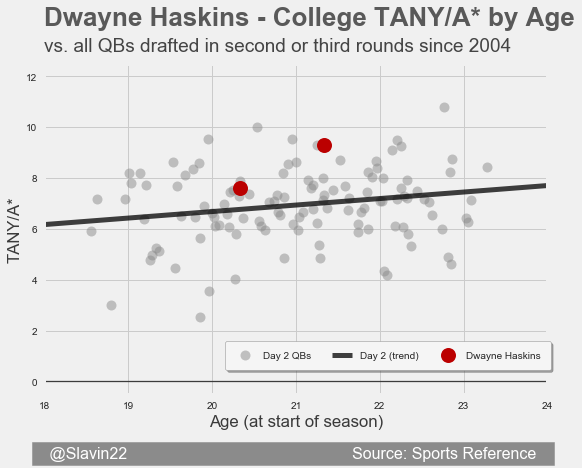 Dwayne Haskins - College TANY/A* by Age
vs. all QBs drafted in second or third rounds since 2004
12
10
8
6
4
2
0
TANY/A*
Day 2 QBs Day 2 (trend) Dwayne Haskins
18 19 20 21 22 23 24
Age (at start of season)
@Slavin22 Source: Sports Reference